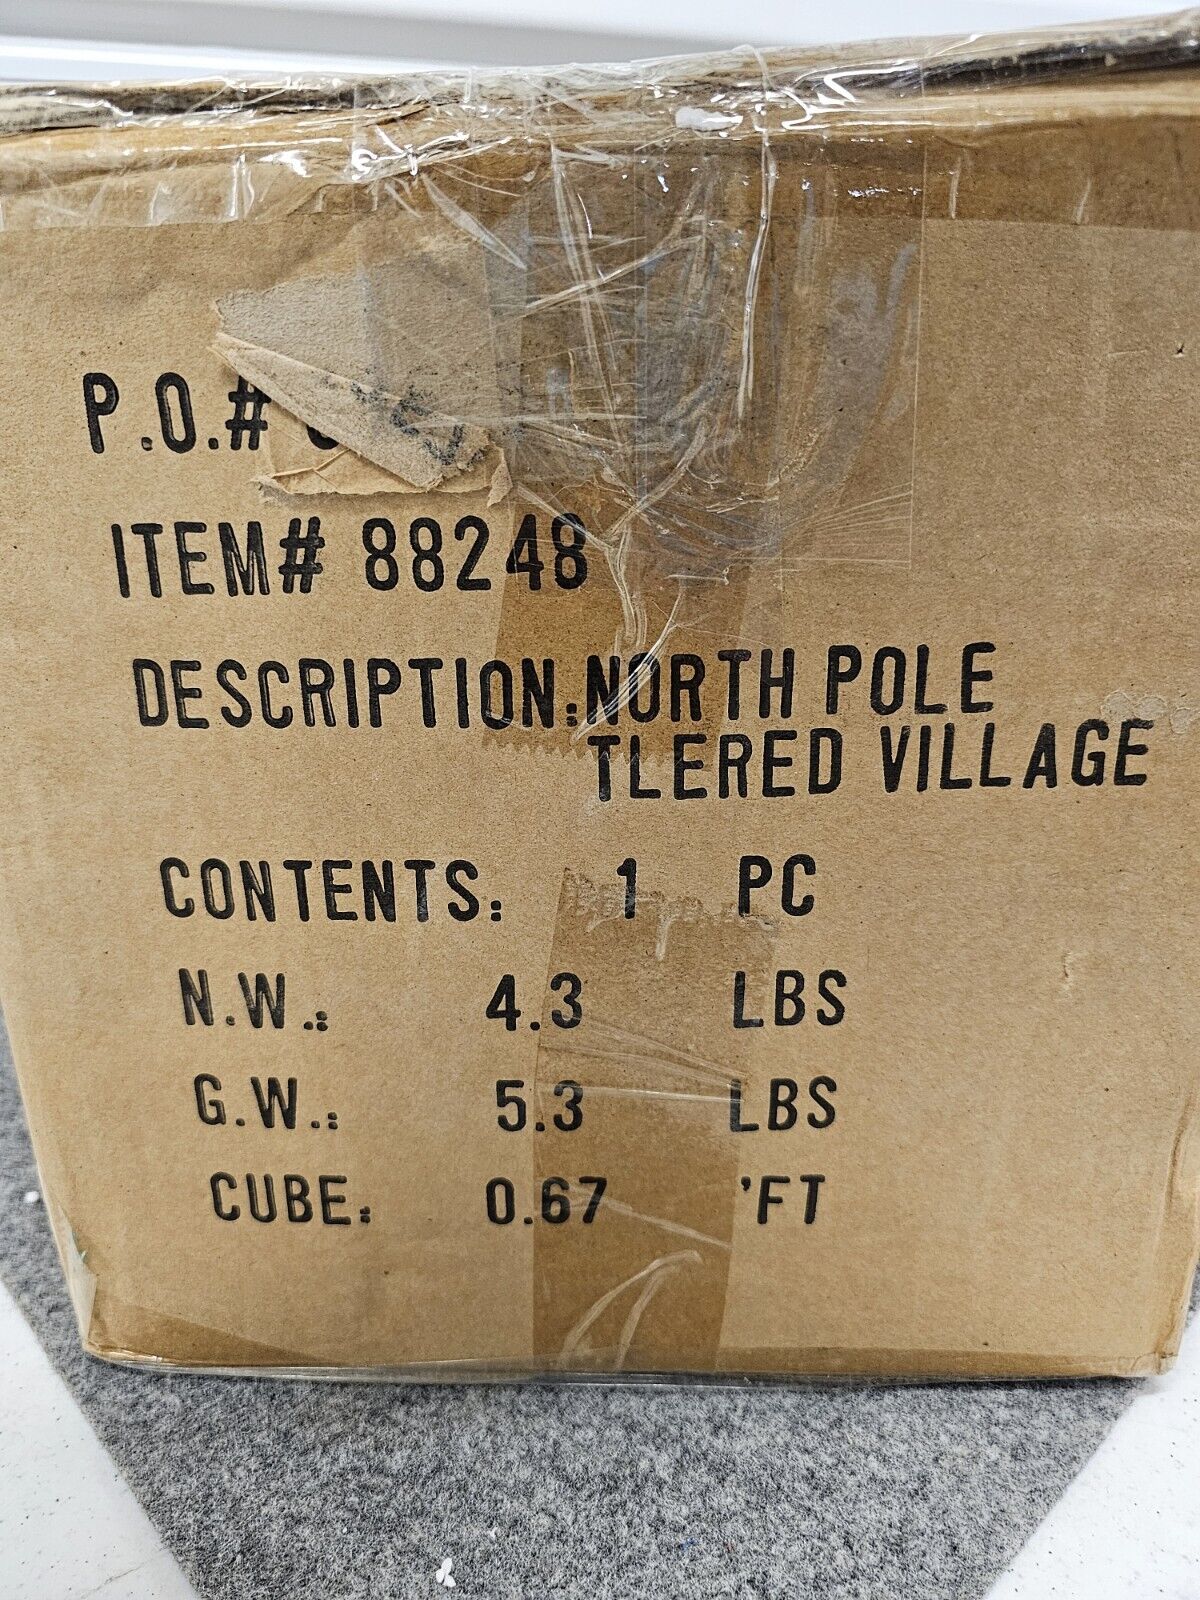 P.O.#
ITEM# 88248
DESCRIPTION: NORTH POLE
TLERED VILLAGE
CONTENTS: 1 PC
N.W.: 4.3 LBS
G.W.: 5.3 LBS
CUBE: 0.67 'FT